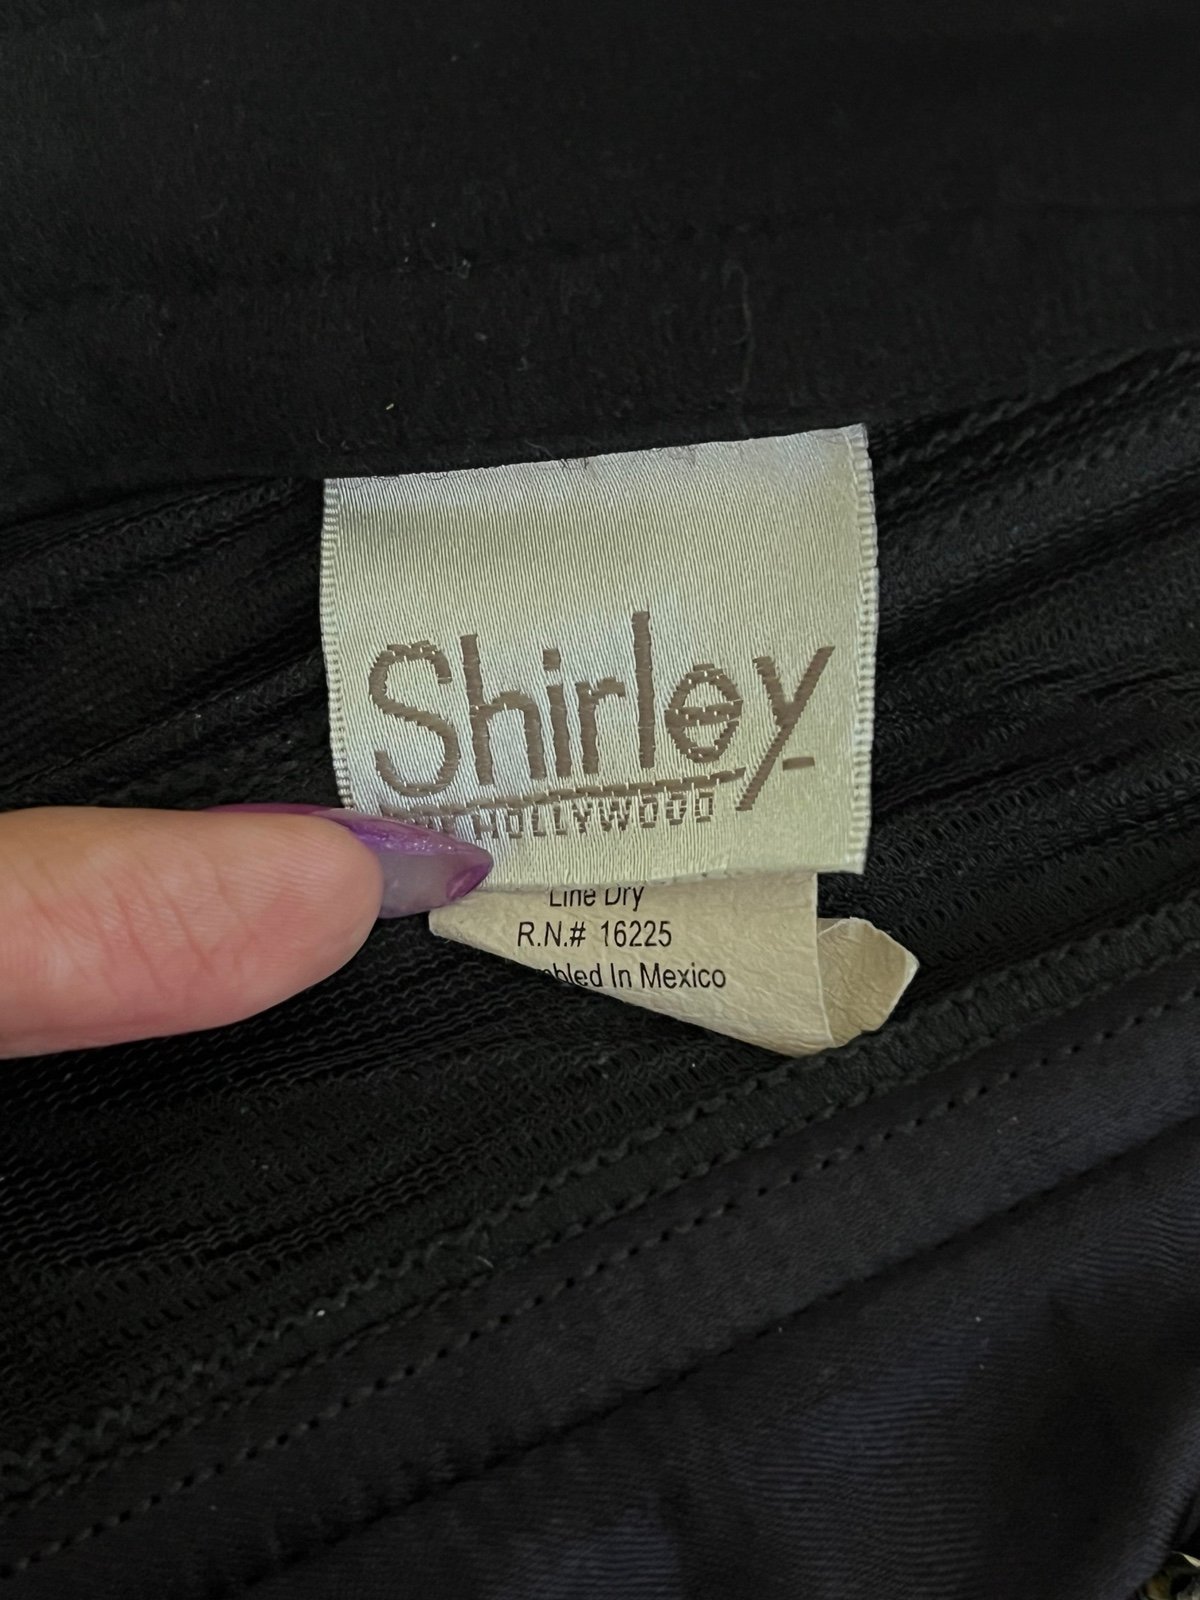 Shirley
HOLLYWOOD
Line Dry
R.N.# 16225
In Mexico